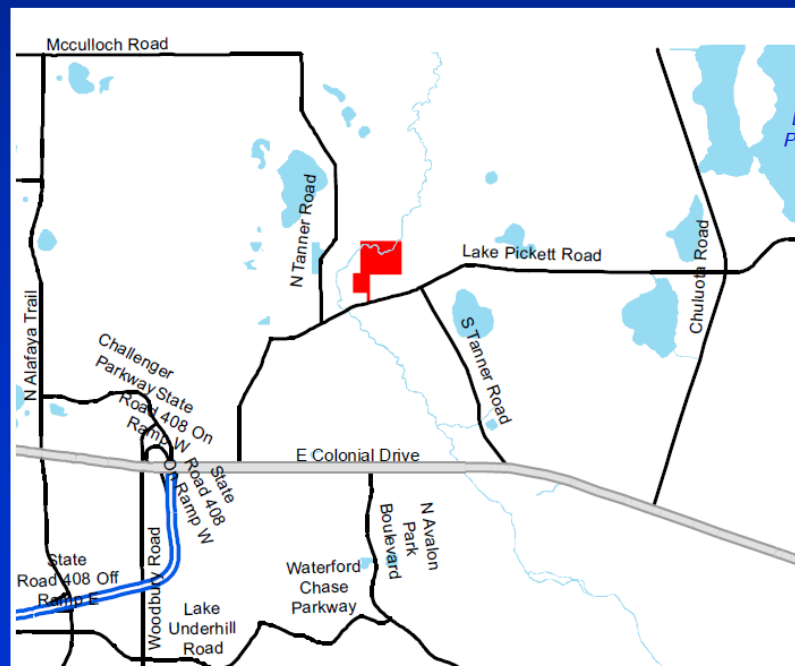 Mcculloch Road
N Tanner Road
Lake Pickett Road
Chuluota Road
N Alafaya Trail
S Tanner Road
Challenger
Parkway
State
Road 408 On
Ramp W
State
Road 408
On Ramp W
E Colonial Drive
N Avalon
Park
Boulevard
State
Road 408 Off
Ramp E
Woodbury Road
Waterford
Chase
Parkway
Lake
Underhill
Road